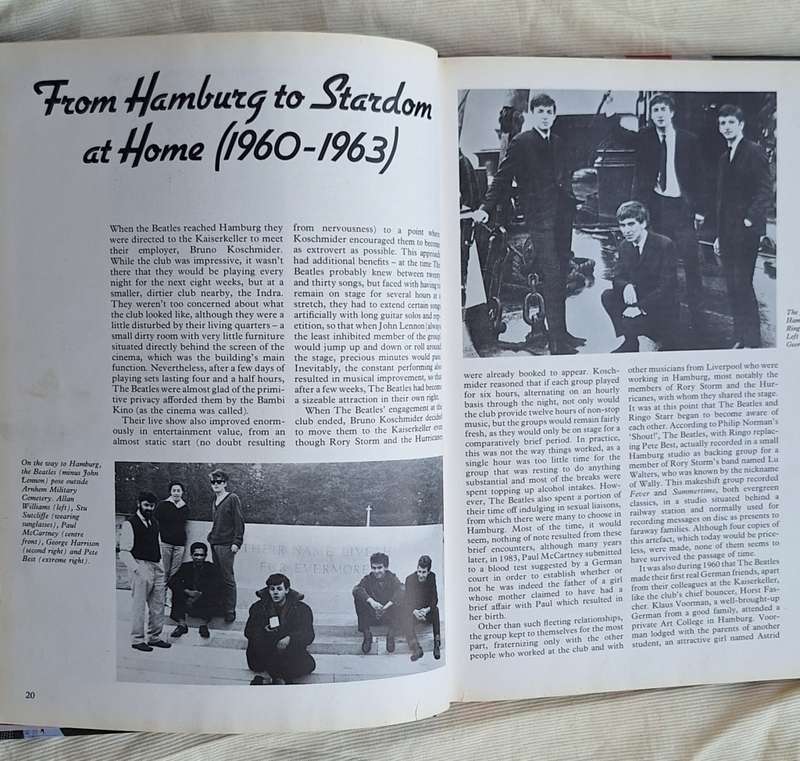 From Hamburg to Stardom
at Home (1960-1963)
When the Beatles reached Hamburg they
were directed to the Kaiserkeller to meet
their employer, Bruno Koschmider.
While the club was impressive, it wasn't
there that they would be playing every
night for the next eight weeks, but at a
smaller, dirtier club nearby, the Indra.
They weren't too concerned about what
the club looked like, although they were a
little disturbed by their living quarters – a
small dirty room with very little furniture
situated directly behind the screen of the
cinema, which was the building's main
function. Nevertheless, after a few days of
playing sets lasting four and a half hours,
The Beatles were almost glad of the primi-
tive privacy afforded them by the Bambi
Kino (as the cinema was called).
Their live show also improved enorm-
ously in entertainment value, from an
almost static start (no doubt resulting
from nervousness) to a point where
Koschmider encouraged them to become
as extrovert as possible. This approach
had additional benefits – at the time The
Beatles probably knew between twenty
and thirty songs, but faced with having to
remain on stage for several hours at a
stretch, they had to extend certain songs
artificially with long guitar solos and rep-
etition, so that when John Lennon (always
the least inhibited member of the group)
would jump up and down or roll around
the stage, precious minutes would pass.
Inevitably, the constant performing also
resulted in musical improvement, so that
after a few weeks, The Beatles had become
a sizeable attraction in their own right.
When The Beatles' engagement at the
club ended, Bruno Koschmider decided
to move them to the Kaiserkeller even
though Rory Storm and the Hurricanes
On the way to Hamburg,
the Beatles (minus John
Lennon) pose outside
Arnhem Military
Cemetery. Allan
Williams (left), Stu
Sutcliffe (wearing
sunglasses), Paul
McCartney (centre
front), George Harrison
(second right) and Pete
Best (extreme right).
THEIR NAME LIVETH
FOR EVERMORE
20
The
Ham
Ring
Left
Geor
were already booked to appear. Kosch-
mider reasoned that if each group played
for six hours, alternating on an hourly
basis through the night, not only would
the club provide twelve hours of non-stop
music, but the groups would remain fairly
fresh, as they would only be on stage for a
comparatively brief period. In practice,
this was not the way things worked, as a
single hour was too little time for the
group that was resting to do anything
substantial and most of the breaks were
spent topping up alcohol intakes. How-
ever, The Beatles also spent a portion of
their time off indulging in sexual liaisons,
from which there were many to choose in
Hamburg. Most of the time, it would
seem, nothing of note resulted from these
brief encounters, although many years
later, in 1983, Paul McCartney submitted
to a blood test suggested by a German
court in order to establish whether or
not he was indeed the father of a girl
whose mother claimed to have had a
brief affair with Paul which resulted in
her birth.
Other than such fleeting relationships,
the group kept to themselves for the most
part, fraternizing only with the other
people who worked at the club and with
other musicians from Liverpool who were
working in Hamburg, most notably the
members of Rory Storm and the Hur-
ricanes, with whom they shared the stage.
It was at this point that The Beatles and
Ringo Starr began to become aware of
each other. According to Philip Norman's
'Shout!', The Beatles, with Ringo replac-
ing Pete Best, actually recorded in a small
Hamburg studio as backing group for a
member of Rory Storm's band named Lu
Walters, who was known by the nickname
of Wally. This makeshift group recorded
Fever and Summertime, both evergreen
classics, in a studio situated behind a
railway station and normally used for
recording messages on disc as presents to
faraway families. Although four copies of
this artefact, which today would be price-
less, were made, none of them seems to
have survived the passage of time.
It was also during 1960 that The Beatles
made their first real German friends, apart
from their colleagues at the Kaiserkeller,
like the club's chief bouncer, Horst Fas-
cher. Klaus Voorman, a well-brought-up
German from a good family, attended a
private Art College in Hamburg. Voor-
man lodged with the parents of another
student, an attractive girl named Astrid